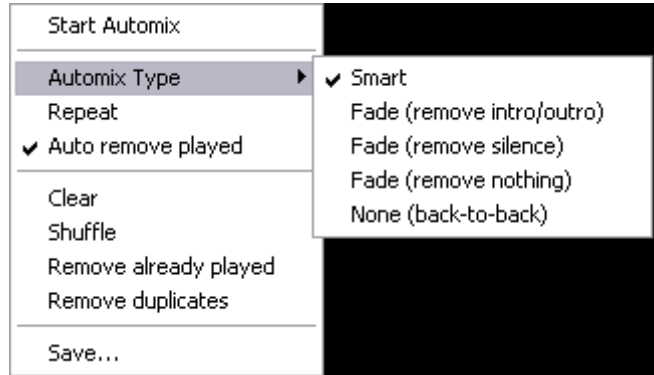 Start Automix
Automix Type
Repeat
Auto remove played
Clear
Shuffle
Remove already played
Remove duplicates
Save...
Smart
Fade (remove intro/outro)
Fade (remove silence)
Fade (remove nothing)
None (back-to-back)